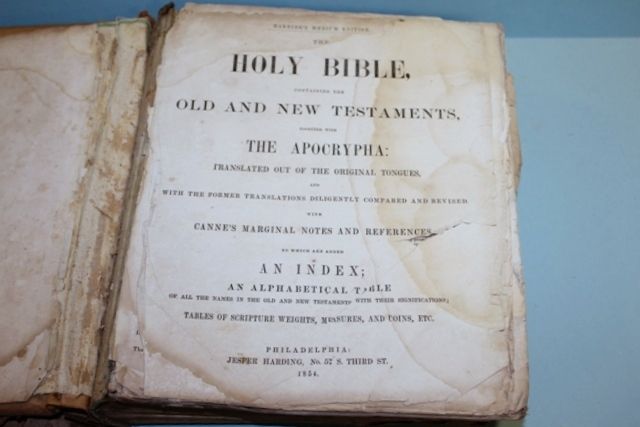 HARDING'S MEDIUM EDITION.
THE
HOLY BIBLE,
CONTAINING THE
OLD AND NEW TESTAMENTS,
TOGETHER WITH
THE APOCRYPHA:
TRANSLATED OUT OF THE ORIGINAL TONGUES,
AND
WITH THE FORMER TRANSLATIONS DILIGENTLY COMPARED AND REVISED.
WITH
CANNE'S MARGINAL NOTES AND REFERENCES.
TO WHICH ARE ADDED
AN INDEX;
AN ALPHABETICAL TABLE
OF ALL THE NAMES IN THE OLD AND NEW TESTAMENTS WITH THEIR SIGNIFICATIONS;
TABLES OF SCRIPTURE WEIGHTS, MEASURES, AND COINS, ETC.
PHILADELPHIA:
JESPER HARDING, No. 57 S. THIRD ST.
1854.